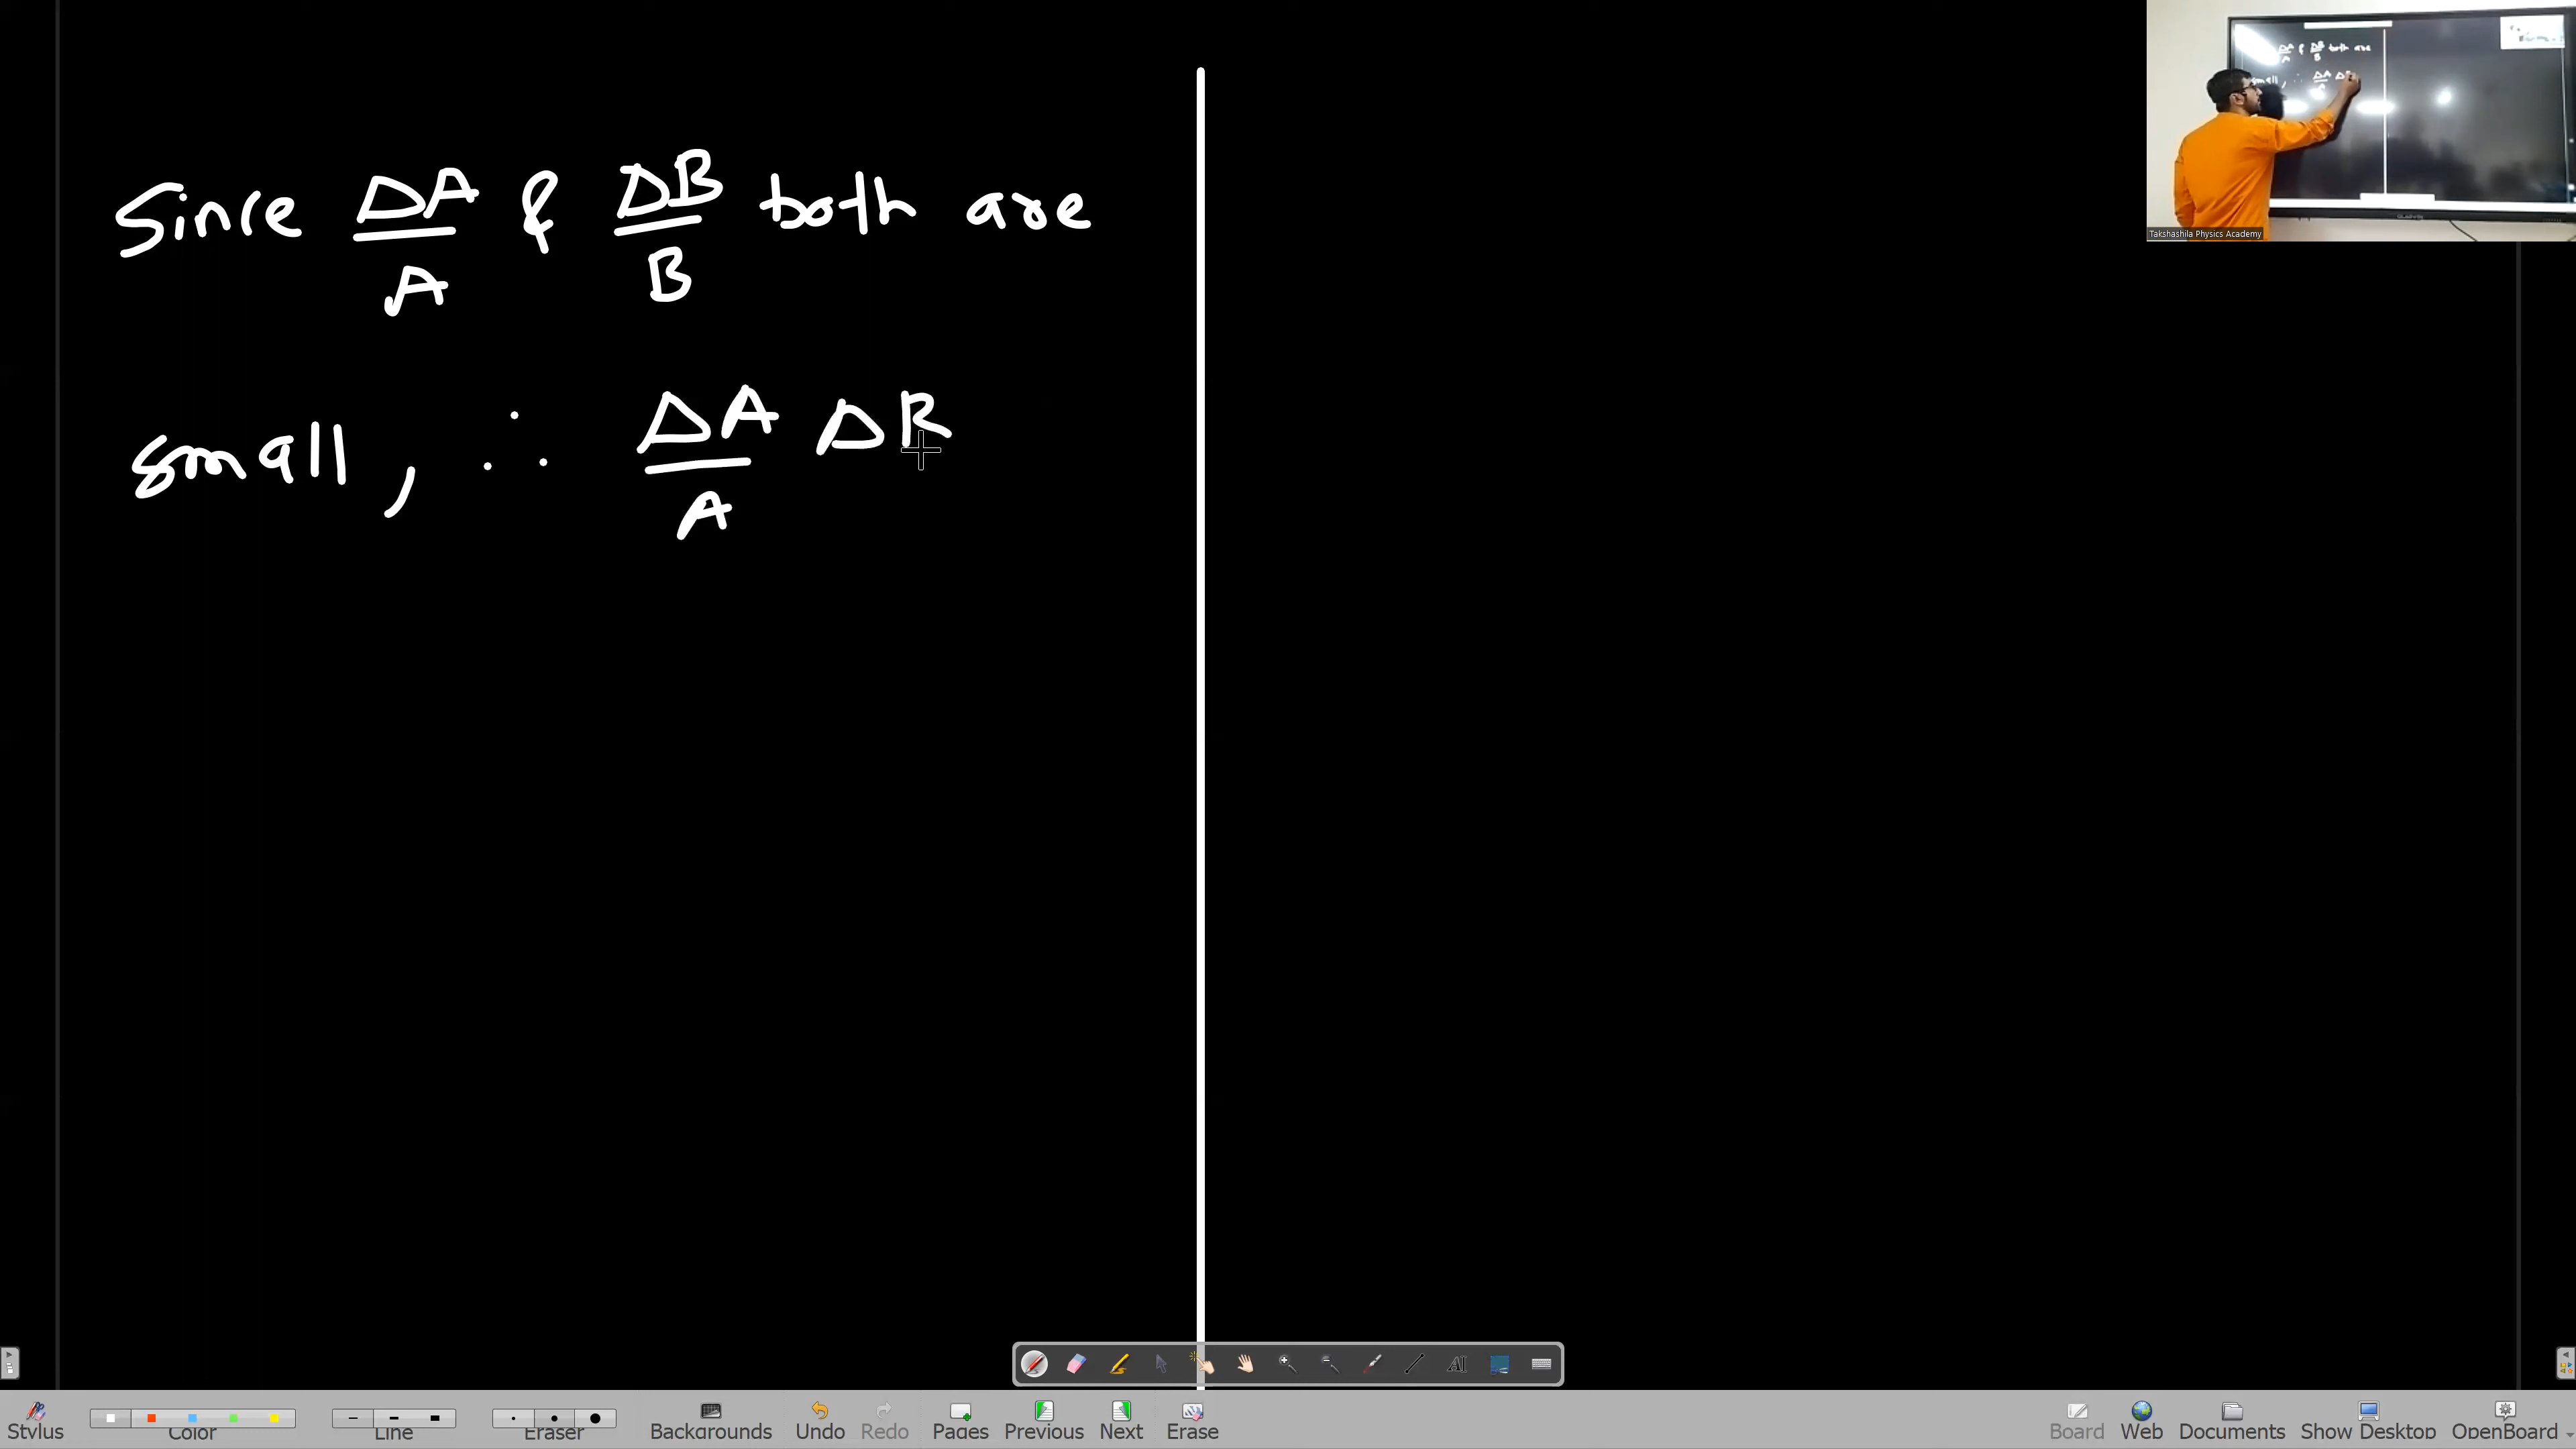 Takshashila Physics Academy
Since ΔA/A & ΔB/B both are
small, ∴ ΔA/A ΔB
Stylus Color Line Eraser Backgrounds Undo Redo Pages Previous Next Erase Board Web Documents Show Desktop OpenBoard